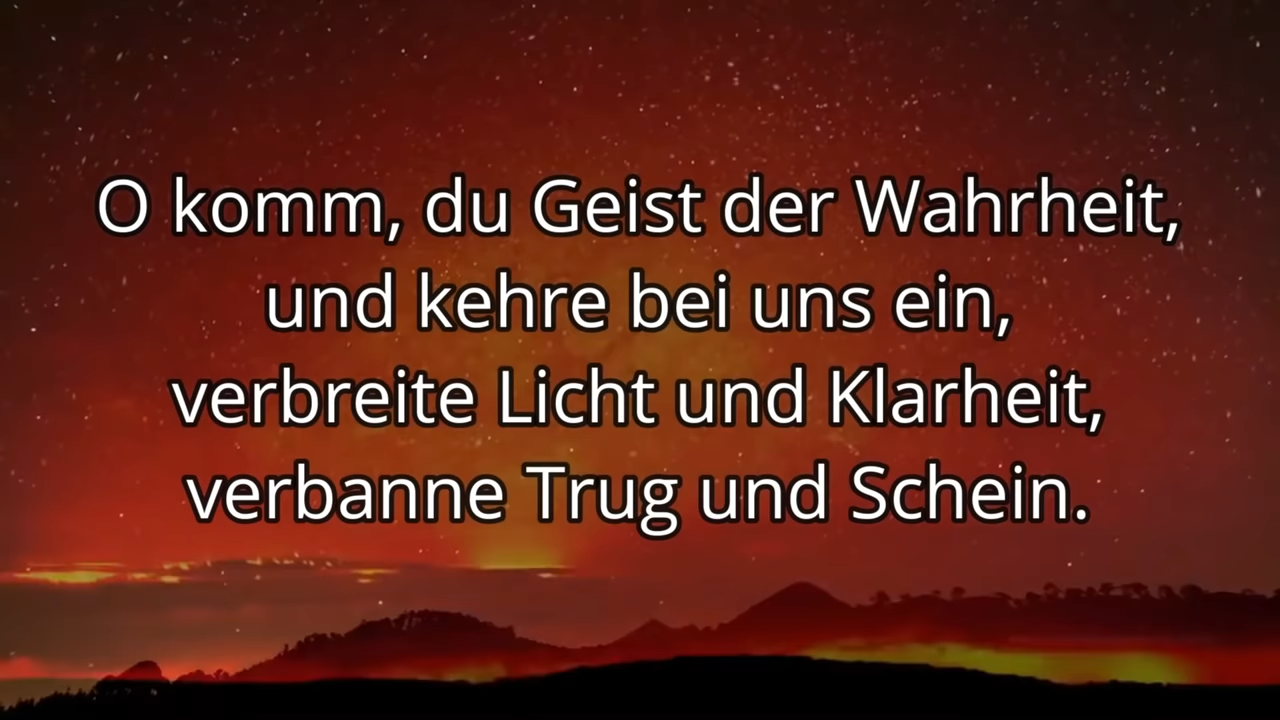 O komm, du Geist der Wahrheit,
und kehre bei uns ein,
verbreite Licht und Klarheit,
verbanne Trug und Schein.